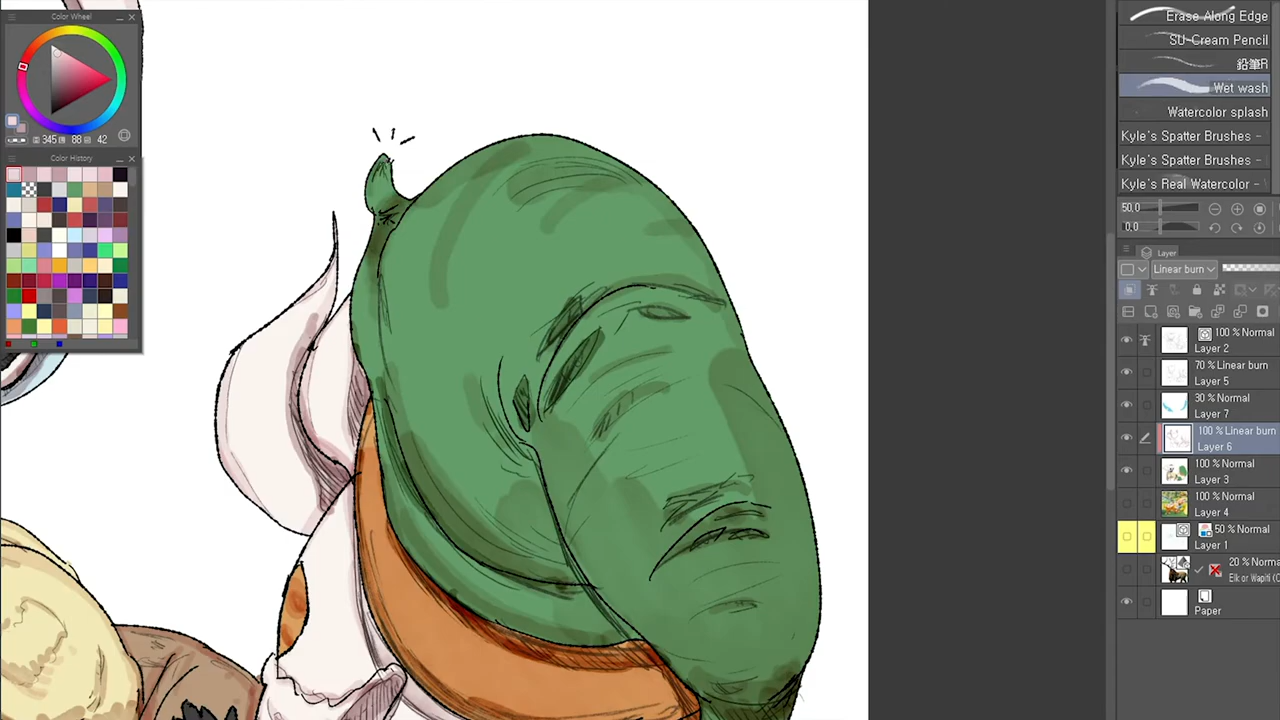 Color Wheel
345 88 42
Color History
Erase Along Edge
SU-Cream Pencil
鉛筆R
Wet wash
Watercolor splash
Kyle's Spatter Brushes -
Kyle's Spatter Brushes -
Kyle's Real Watercolor -
50.0
0.0
Layer
Linear burn
100 % Normal
Layer 2
70 % Linear burn
Layer 5
30 % Normal
Layer 7
100 % Linear burn
Layer 6
100 % Normal
Layer 3
100 % Normal
Layer 4
50 % Normal
Layer 1
20 % Norma
Elk or Wapiti (C
Paper